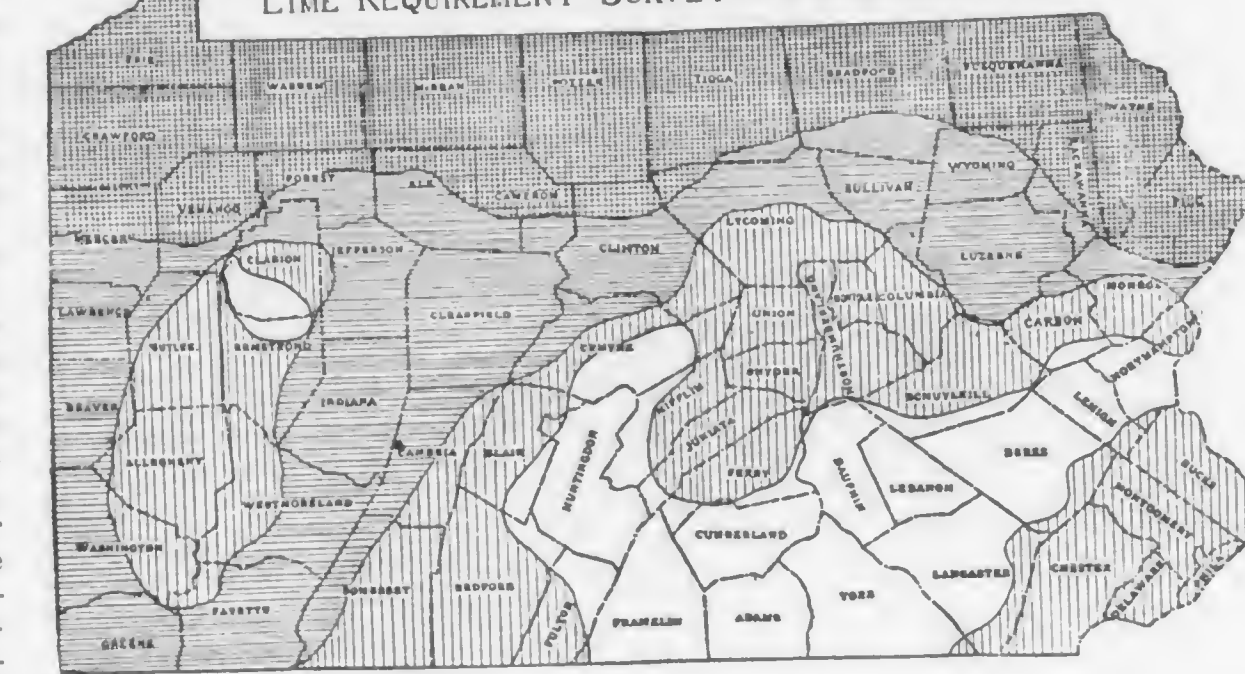 LIME REQUIREMENT SURVEY
ERIE
WARREN
McKEAN
POTTER
TIOGA
BRADFORD
SUSQUEHANNA
WAYNE
CRAWFORD
LACKAWANNA
PIKE
FOREST
ELK
CAMERON
SULLIVAN
WYOMING
VENANGO
MERCER
CLARION
JEFFERSON
CLINTON
LYCOMING
LUZERNE
MONROE
LAWRENCE
BUTLER
ARMSTRONG
CLEARFIELD
CENTRE
UNION
NORTHUMBERLAND
MONTOUR
COLUMBIA
CARBON
NORTHAMPTON
BEAVER
INDIANA
MIFFLIN
SNYDER
SCHUYLKILL
LEHIGH
ALLEGHENY
CAMBRIA
BLAIR
HUNTINGDON
JUNIATA
PERRY
DAUPHIN
LEBANON
BERKS
BUCKS
MONTGOMERY
WESTMORELAND
WASHINGTON
CUMBERLAND
LANCASTER
CHESTER
DELAWARE
PHIL
GREENE
FAYETTE
SOMERSET
BEDFORD
FULTON
FRANKLIN
ADAMS
YORK